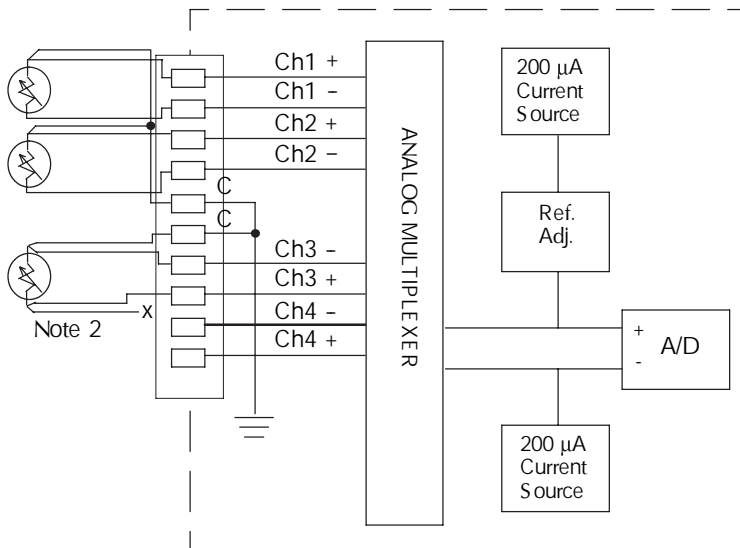 Ch1 +
Ch1 –
Ch2 +
Ch2 –
C
C
Ch3 –
Ch3 +
Ch4 –
Ch4 +
x
Note 2
ANALOG MULTIPLEXER
200 µA
Current
Source
Ref.
Adj.
+
-
A/D
200 µA
Current
Source